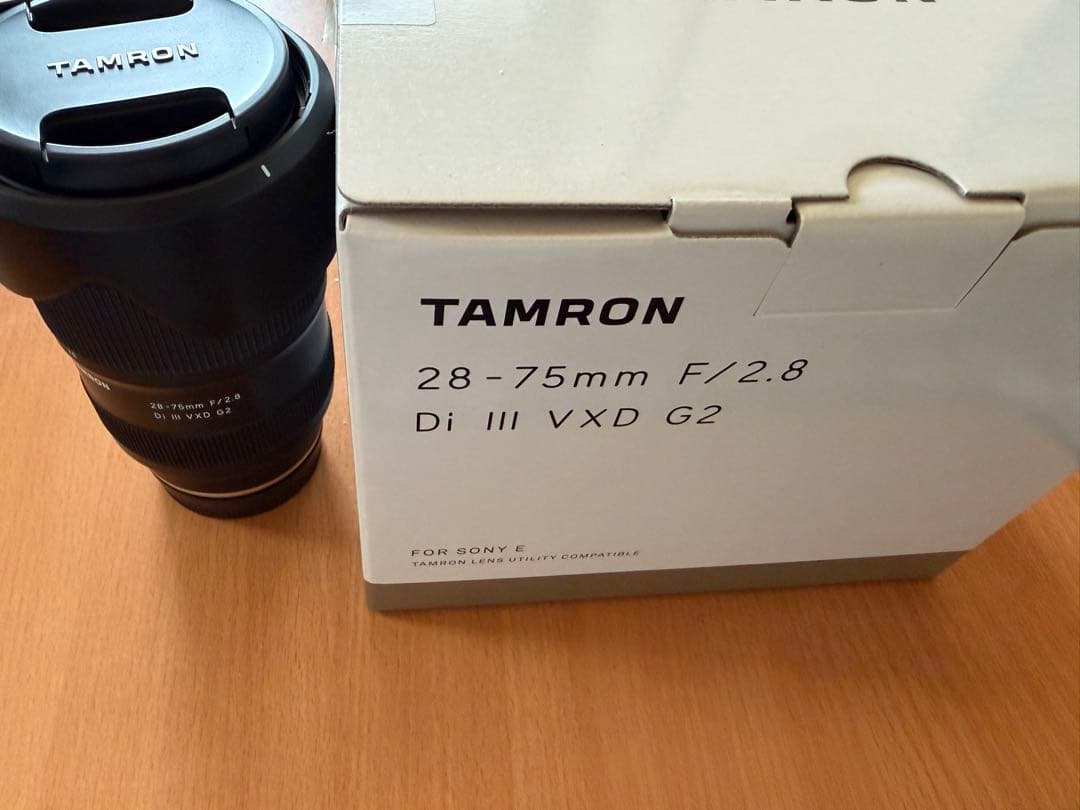 TAMRON
TAMRON
28-75mm F/2.8
Di III VXD G2
FOR SONY E
TAMRON LENS UTILITY COMPATIBLE
28-75mm F/2.8
Di III VXD G2